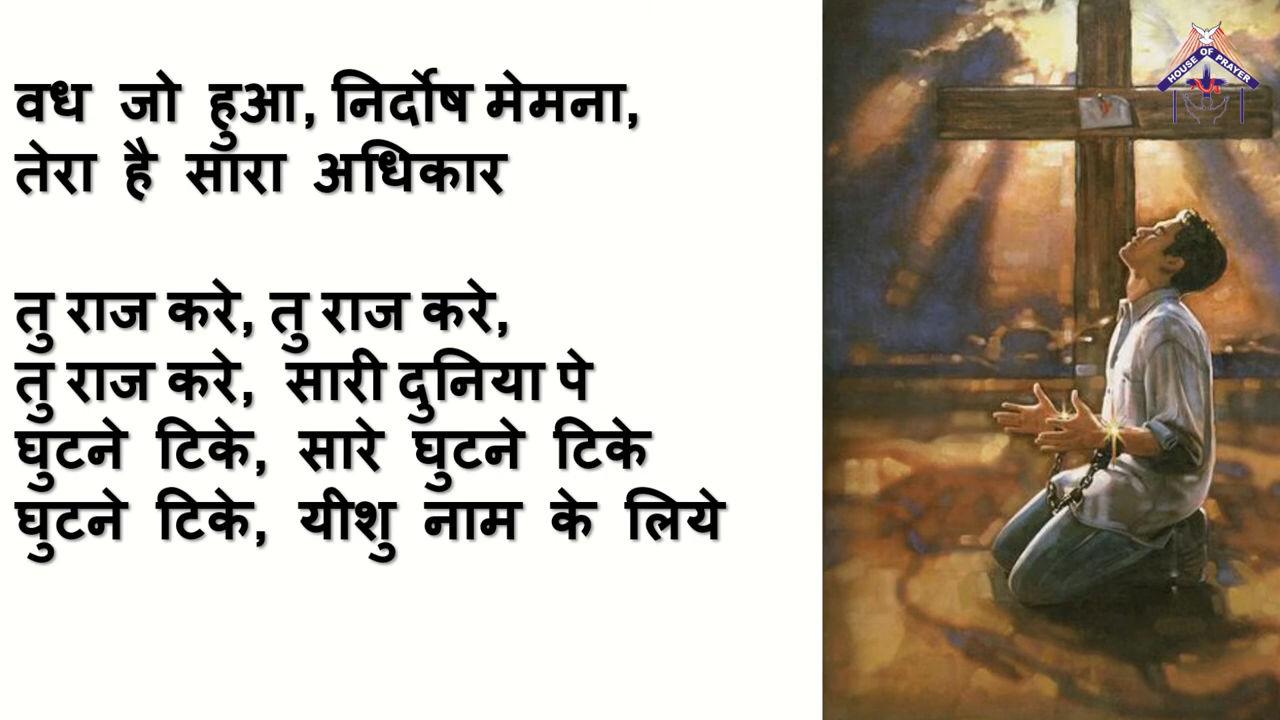 वध जो हुआ, निर्दोष मेमना,
तेरा है सारा अधिकार
तु राज करे, तु राज करे,
तु राज करे, सारी दुनिया पे
घुटने टिके, सारे घुटने टिके
घुटने टिके, यीशु नाम के लिये
HOUSE OF PRAYER